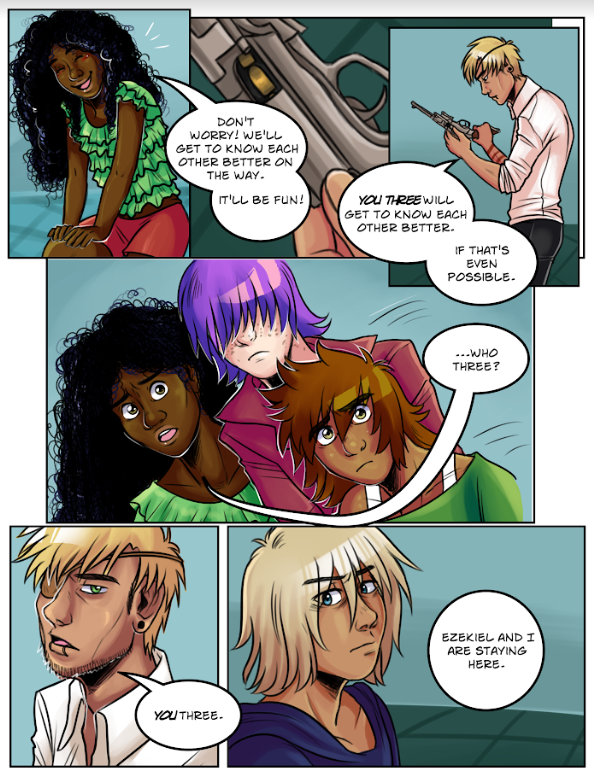 DON'T
WORRY! WE'LL
GET TO KNOW EACH
OTHER BETTER ON
THE WAY.
IT'LL BE FUN!
YOU THREE WILL
GET TO KNOW EACH
OTHER BETTER.
IF THAT'S
EVEN
POSSIBLE.
...WHO
THREE?
YOU THREE.
EZEKIEL AND I
ARE STAYING
HERE.